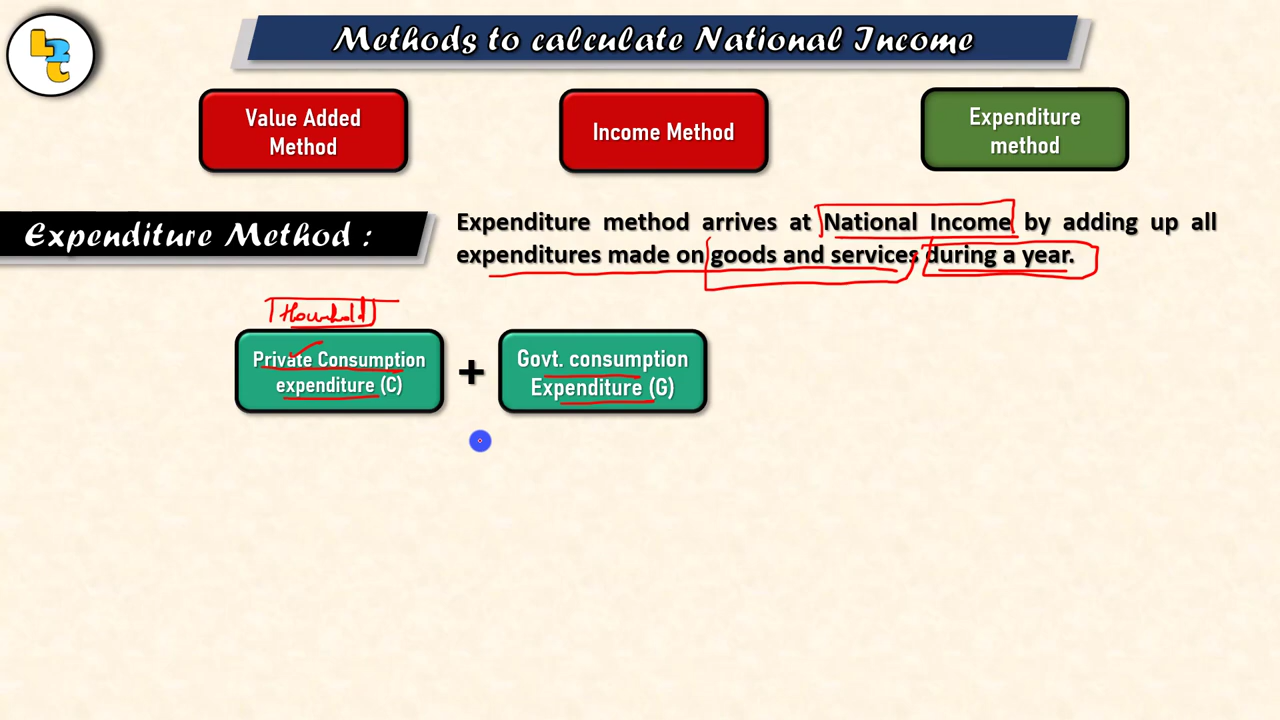 L2C
Methods to calculate National Income
Value Added
Method
Income Method
Expenditure
method
Expenditure Method :
Expenditure method arrives at National Income by adding up all
expenditures made on goods and services during a year.
Household
Private Consumption
expenditure (C)
+
Govt. consumption
Expenditure (G)